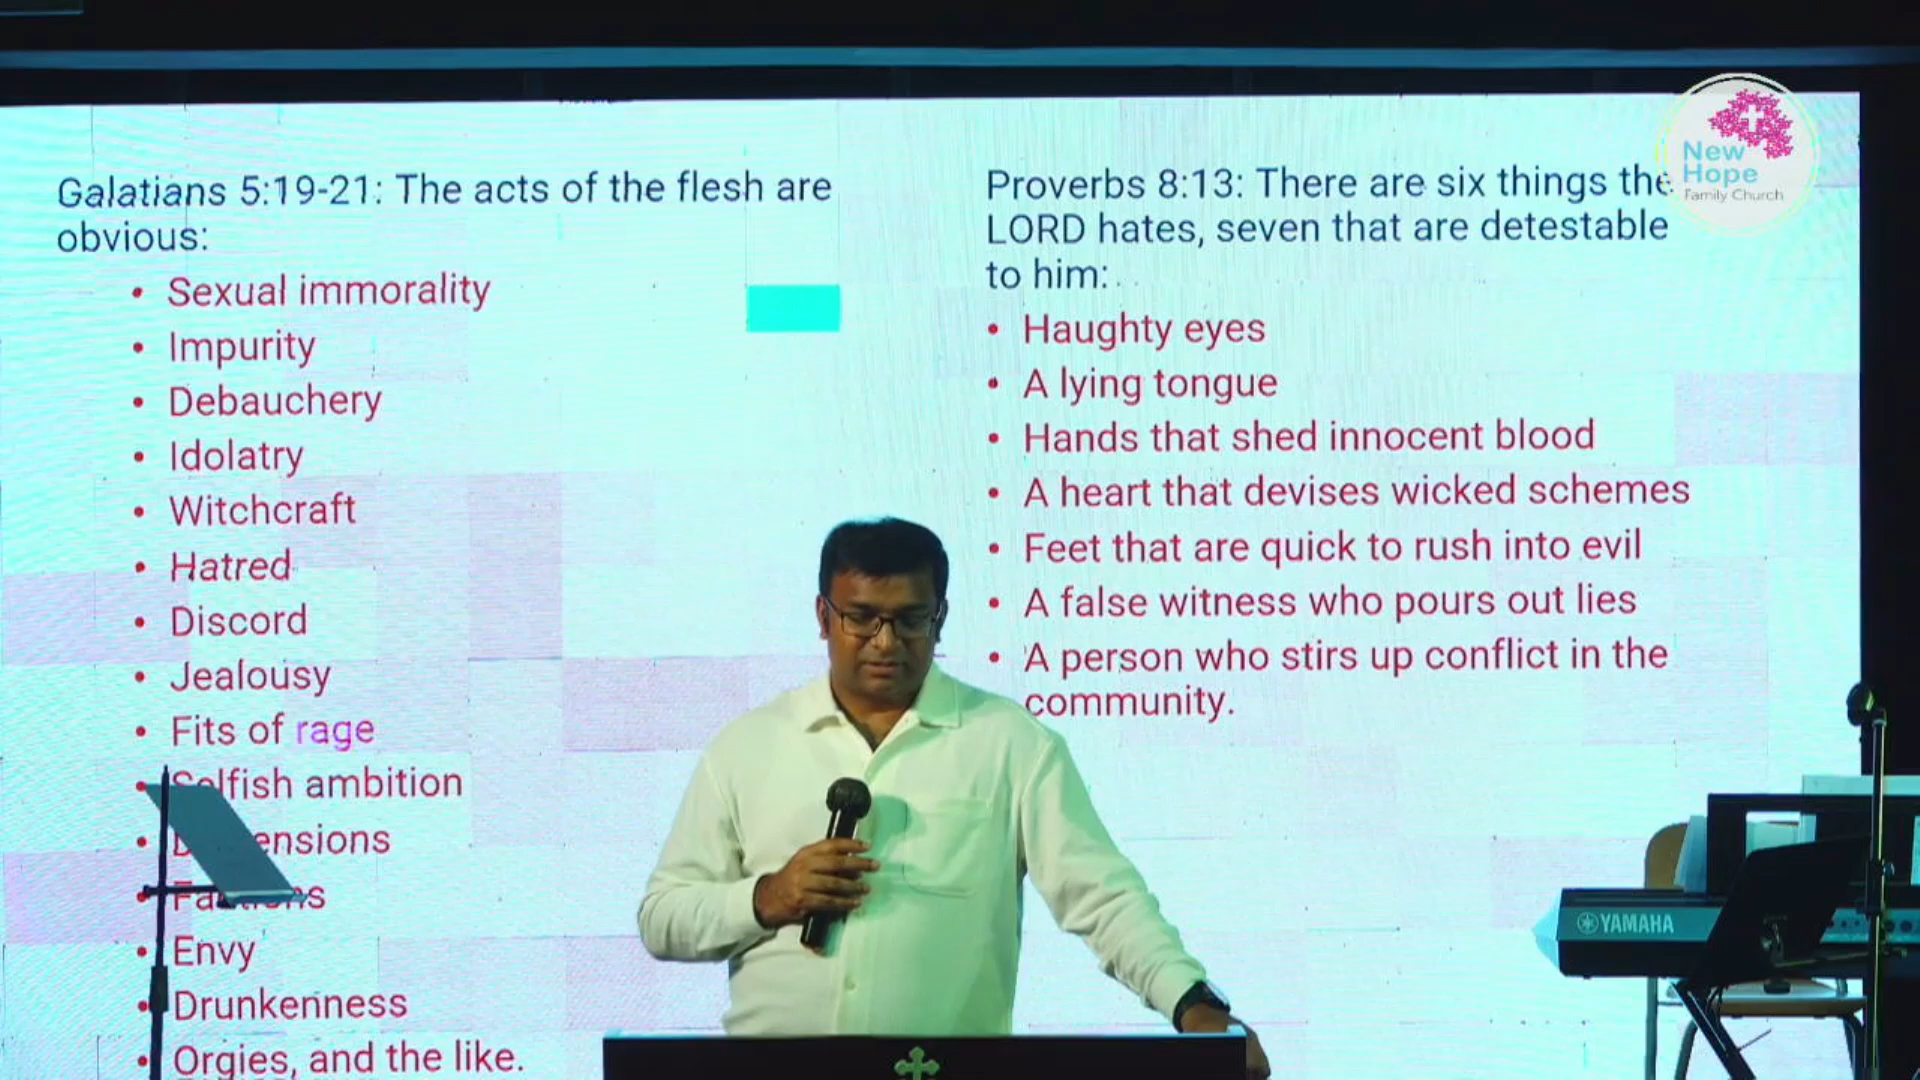 Galatians 5:19-21: The acts of the flesh are
obvious:
• Sexual immorality
• Impurity
• Debauchery
• Idolatry
• Witchcraft
• Hatred
• Discord
• Jealousy
• Fits of rage
• Selfish ambition
•
•
• Envy
• Drunkenness
• Orgies, and the like.
Proverbs 8:13: There are six things the
LORD hates, seven that are detestable
to him:
• Haughty eyes
• A lying tongue
• Hands that shed innocent blood
• A heart that devises wicked schemes
• Feet that are quick to rush into evil
• A false witness who pours out lies
• A person who stirs up conflict in the
community.
New
Hope
Family Church
YAMAHA